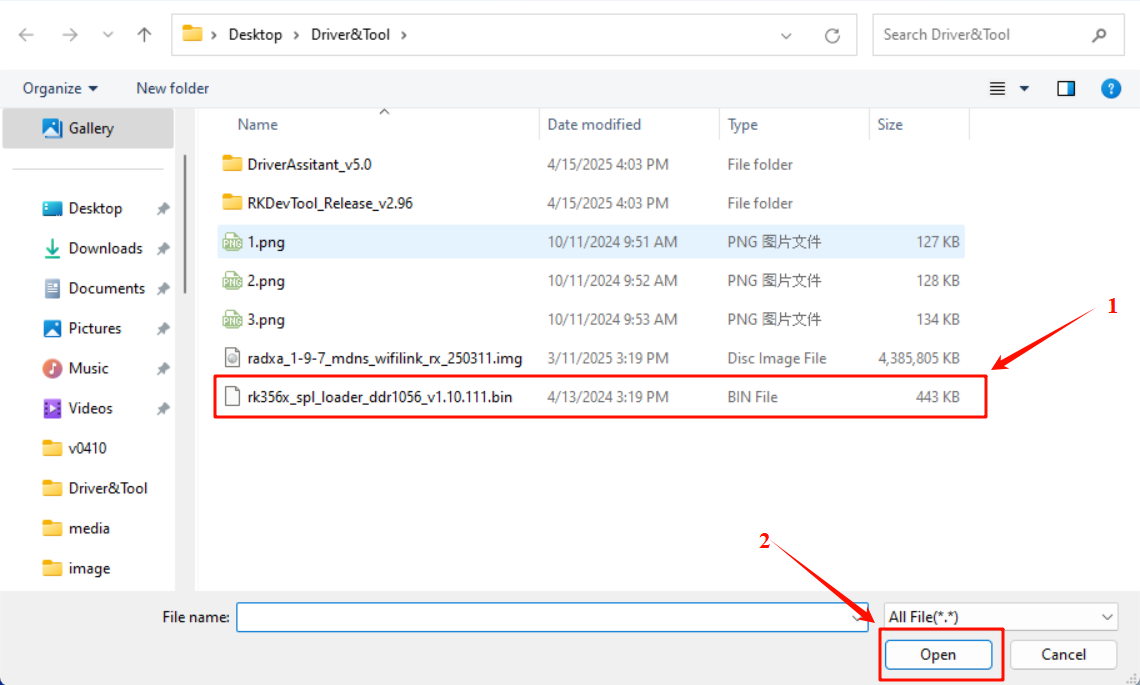 Desktop > Driver&Tool >
Search Driver&Tool
Organize
New folder
?
Gallery
Desktop
Downloads
Documents
Pictures
Music
Videos
v0410
Driver&Tool
media
image
Name Date modified Type Size
DriverAssitant_v5.0 4/15/2025 4:03 PM File folder
RKDevTool_Release_v2.96 4/15/2025 4:03 PM File folder
PNG 1.png 10/11/2024 9:51 AM PNG 图片文件 127 KB
PNG 2.png 10/11/2024 9:52 AM PNG 图片文件 128 KB
PNG 3.png 10/11/2024 9:53 AM PNG 图片文件 134 KB
radxa_1-9-7_mdns_wifilink_rx_250311.img 3/11/2025 3:19 PM Disc Image File 4,385,805 KB
rk356x_spl_loader_ddr1056_v1.10.111.bin 4/13/2024 3:19 PM BIN File 443 KB
1
2
File name:
All File(*.*)
Open
Cancel